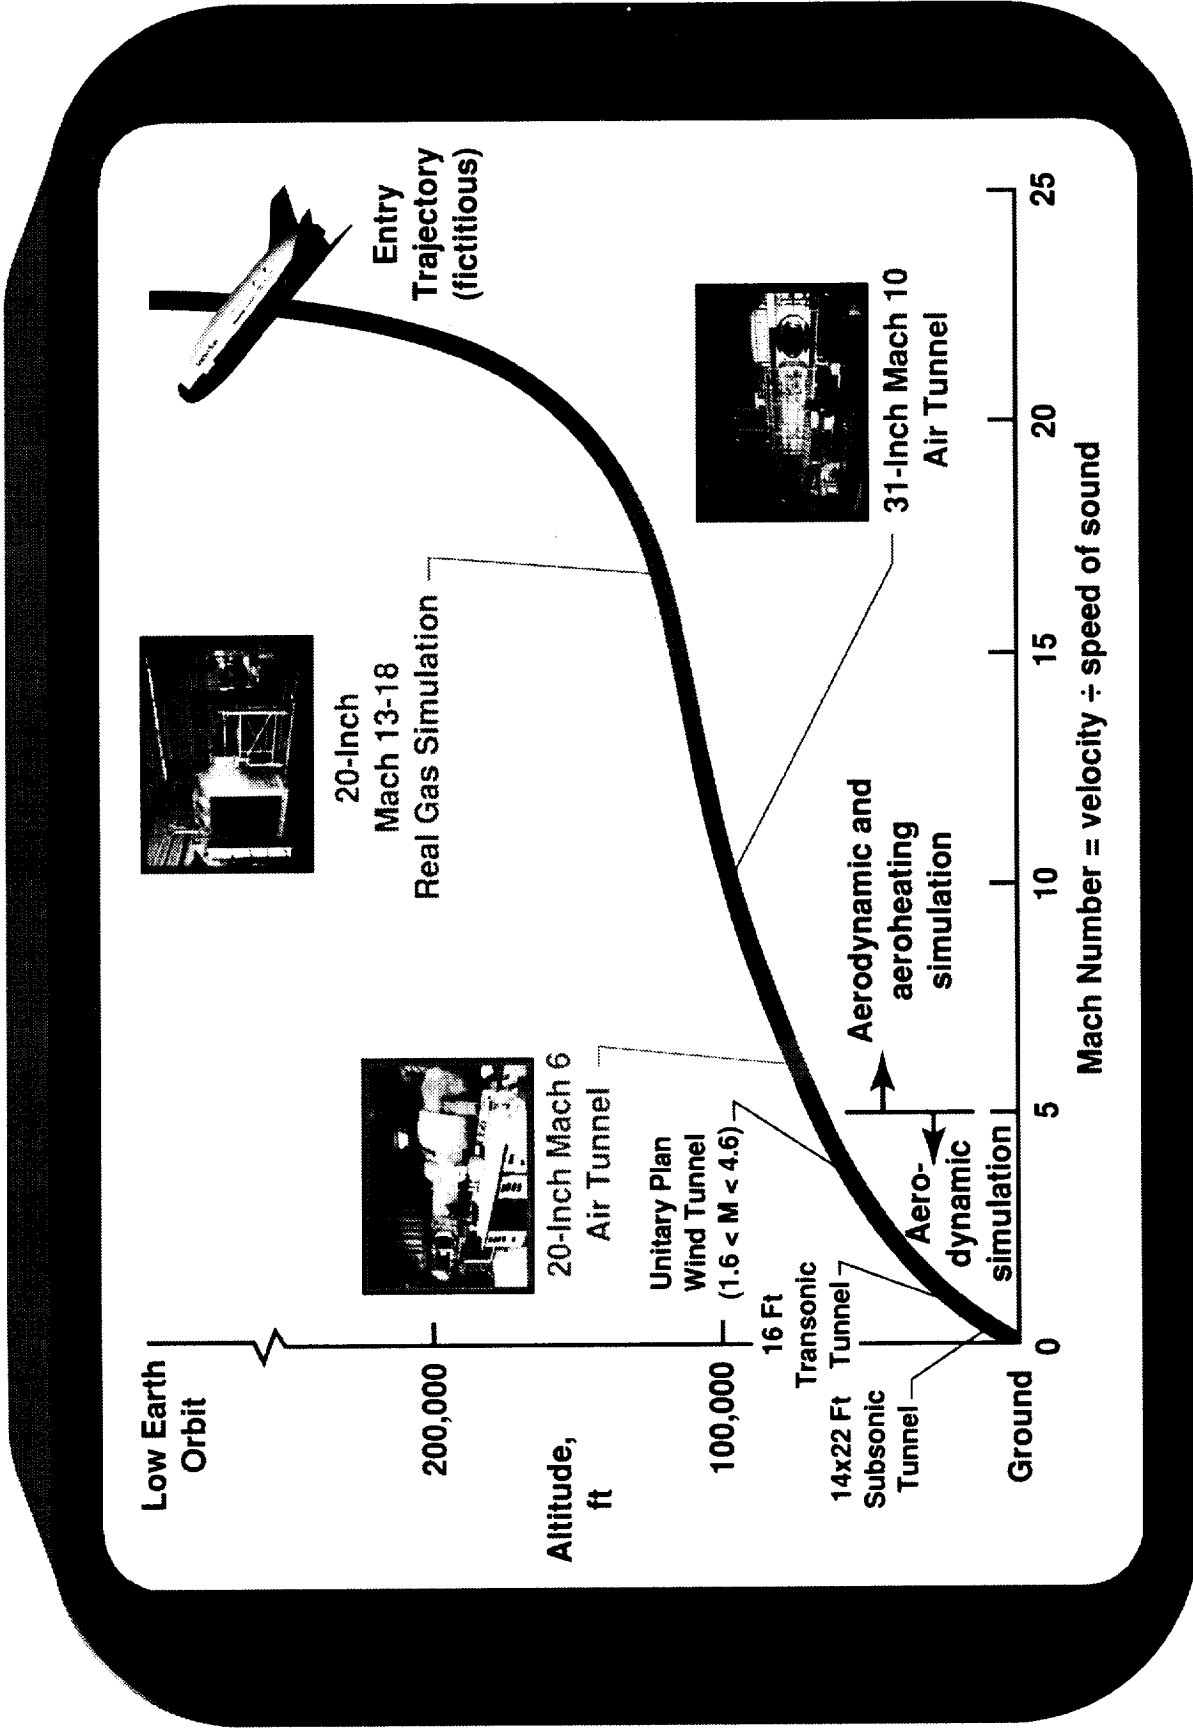 Low Earth
Orbit
200,000
Altitude,
ft
100,000
Ground
20-Inch
Mach 13-18
Real Gas Simulation
Entry
Trajectory
(fictitious)
20-Inch Mach 6
Air Tunnel
Unitary Plan
Wind Tunnel
(1.6 < M < 4.6)
16 Ft
Transonic
Tunnel
14x22 Ft
Subsonic
Tunnel
31-Inch Mach 10
Air Tunnel
Aerodynamic and
aeroheating
simulation
Aero-
dynamic
simulation
0
5
10
15
20
25
Mach Number = velocity ÷ speed of sound